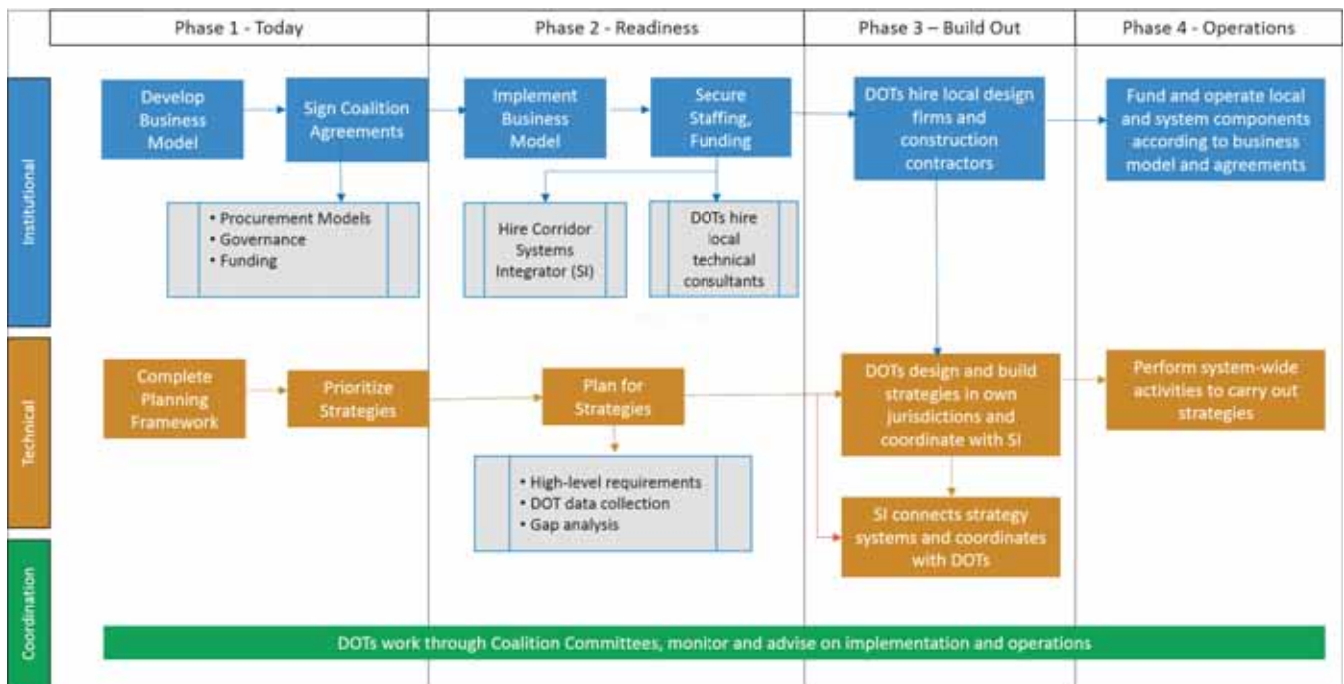 Phase 1 - Today
Phase 2 - Readiness
Phase 3 – Build Out
Phase 4 - Operations
Institutional
Develop
Business
Model
Sign Coalition
Agreements
Implement
Business
Model
Secure
Staffing,
Funding
DOTs hire local design
firms and
construction
contractors
Fund and operate local
and system components
according to business
model and agreements
• Procurement Models
• Governance
• Funding
Hire Corridor
Systems
Integrator (SI)
DOTs hire
local
technical
consultants
Technical
Complete
Planning
Framework
Prioritize
Strategies
Plan for
Strategies
DOTs design and build
strategies in own
jurisdictions and
coordinate with SI
Perform system-wide
activities to carry out
strategies
• High-level requirements
• DOT data collection
• Gap analysis
SI connects strategy
systems and coordinates
with DOTs
Coordination
DOTs work through Coalition Committees, monitor and advise on implementation and operations